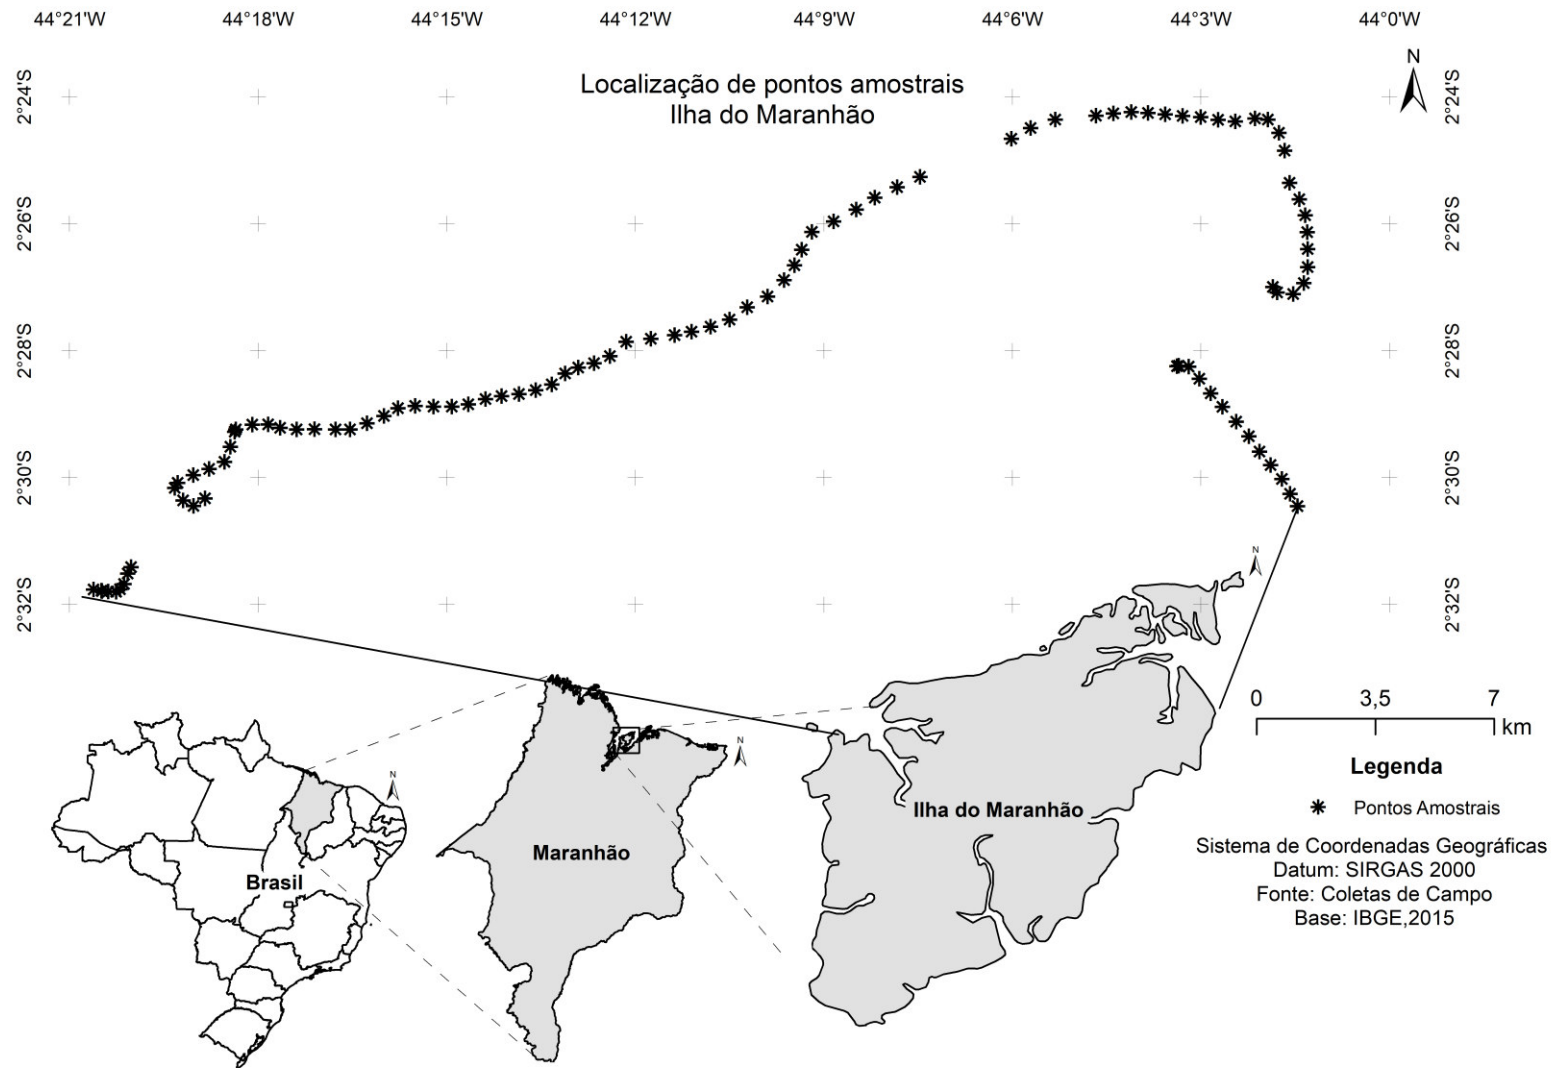 44°21'W 44°18'W 44°15'W 44°12'W 44°9'W 44°6'W 44°3'W 44°0'W
N
Localização de pontos amostrais
Ilha do Maranhão
2°24'S 2°24'S
2°26'S 2°26'S
2°28'S 2°28'S
2°30'S 2°30'S
2°32'S 2°32'S
N
0 3,5 7
km
N
N
Legenda
Pontos Amostrais
Ilha do Maranhão
Maranhão
Brasil
Sistema de Coordenadas Geográficas
Datum: SIRGAS 2000
Fonte: Coletas de Campo
Base: IBGE,2015